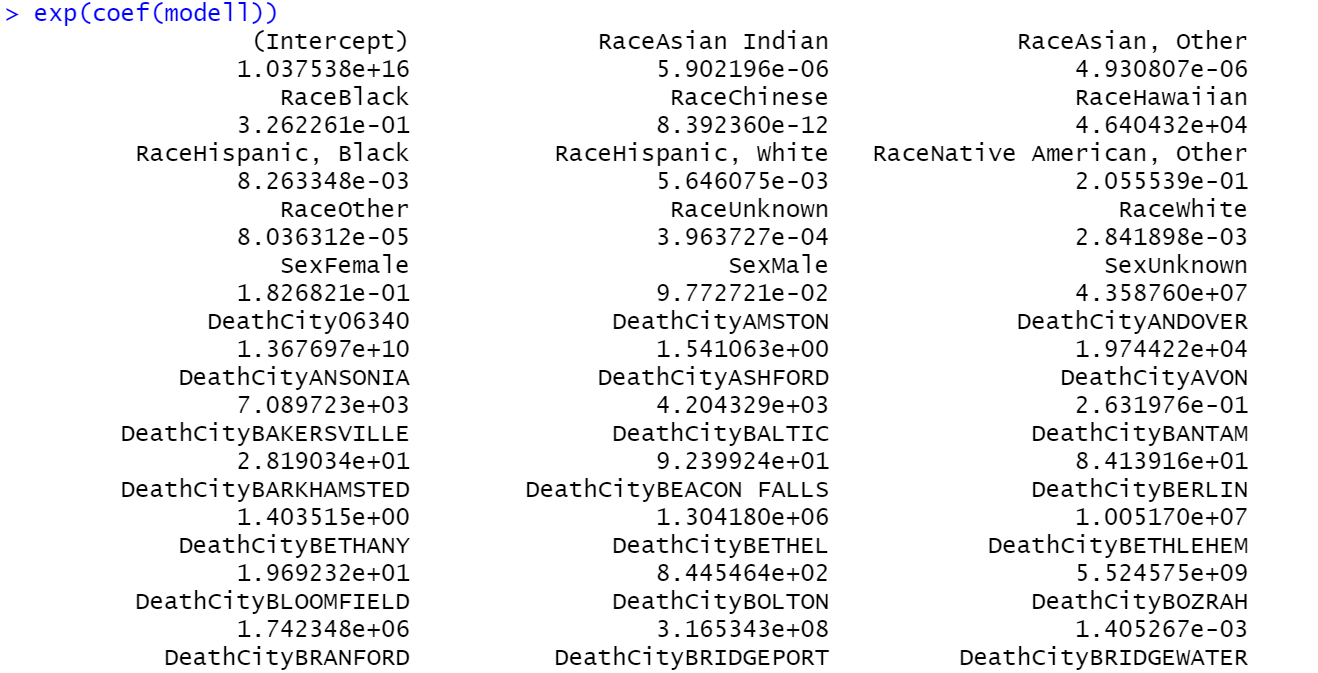 > exp(coef(modell))
(Intercept) RaceAsian Indian RaceAsian, Other
1.037538e+16 5.902196e-06 4.930807e-06
RaceBlack RaceChinese RaceHawaiian
3.262261e-01 8.392360e-12 4.640432e+04
RaceHispanic, Black RaceHispanic, White RaceNative American, Other
8.263348e-03 5.646075e-03 2.055539e-01
RaceOther RaceUnknown RaceWhite
8.036312e-05 3.963727e-04 2.841898e-03
SexFemale SexMale SexUnknown
1.826821e-01 9.772721e-02 4.358760e+07
DeathCity06340 DeathCityAMSTON DeathCityANDOVER
1.367697e+10 1.541063e+00 1.974422e+04
DeathCityANSONIA DeathCityASHFORD DeathCityAVON
7.089723e+03 4.204329e+03 2.631976e-01
DeathCityBAKERSVILLE DeathCityBALTIC DeathCityBANTAM
2.819034e+01 9.239924e+01 8.413916e+01
DeathCityBARKHAMSTED DeathCityBEACON FALLS DeathCityBERLIN
1.403515e+00 1.304180e+06 1.005170e+07
DeathCityBETHANY DeathCityBETHEL DeathCityBETHLEHEM
1.969232e+01 8.445464e+02 5.524575e+09
DeathCityBLOOMFIELD DeathCityBOLTON DeathCityBOZRAH
1.742348e+06 3.165343e+08 1.405267e-03
DeathCityBRANFORD DeathCityBRIDGEPORT DeathCityBRIDGEWATER